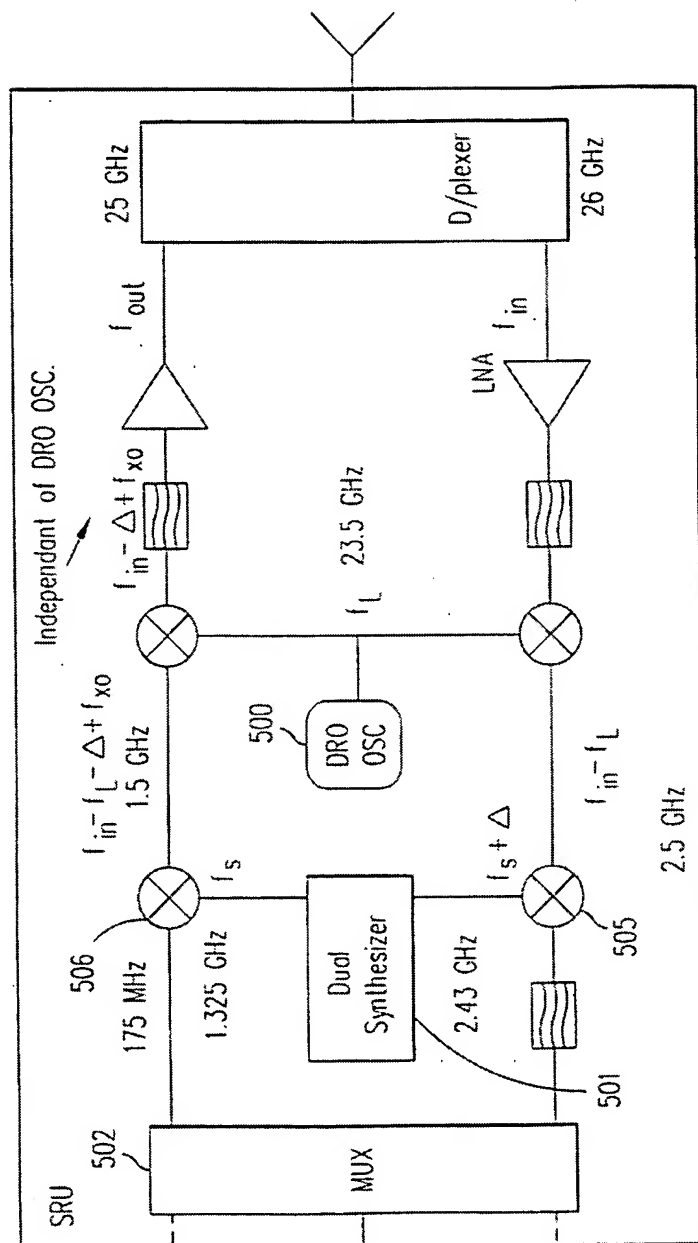 SRU
Independant of DRO OSC.
f_in − Δ + f_xo
f_out
25 GHz
f_in − f_L − Δ + f_xo
1.5 GHz
506
175 MHz
f_s
1.325 GHz
502
MUX
Dual
Synthesizer
501
2.43 GHz
f_s + Δ
505
500
DRO
OSC
f_L
23.5 GHz
f_in − f_L
2.5 GHz
LNA
f_in
D/plexer
26 GHz